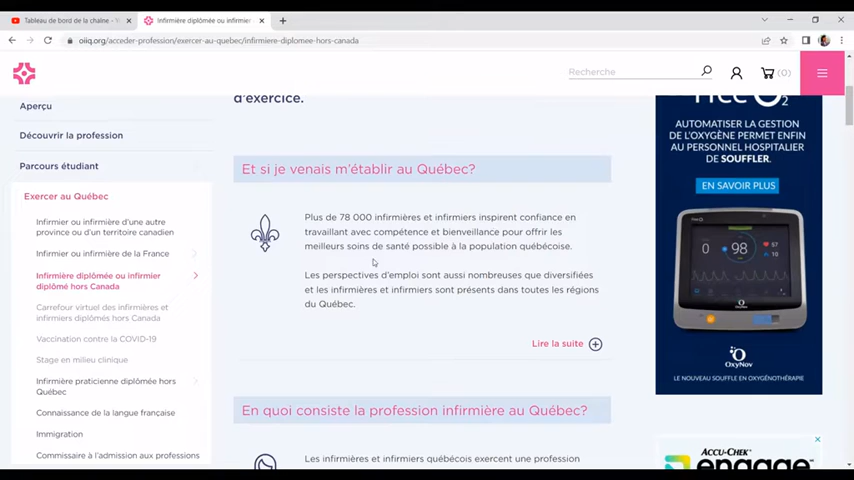 Tableau de bord de la chaîne -
Infirmière diplômée ou infirmier
oiiq.org/acceder-profession/exercer-au-quebec/infirmiere-diplomee-hors-canada
Recherche
(0)
Aperçu
Découvrir la profession
Parcours étudiant
Exercer au Québec
Infirmier ou infirmière d'une autre
province ou d'un territoire canadien
Infirmier ou infirmière de la France
Infirmière diplômée ou infirmier
diplômé hors Canada
Carrefour virtuel des infirmières et
infirmiers diplômés hors Canada
Vaccination contre la COVID-19
Stage en milieu clinique
Infirmière praticienne diplômée hors
Québec
Connaissance de la langue française
Immigration
Commissaire à l'admission aux professions
d'exercice.
Et si je venais m'établir au Québec?
Plus de 78 000 infirmières et infirmiers inspirent confiance en
travaillant avec compétence et bienveillance pour offrir les
meilleurs soins de santé possible à la population québécoise.
Les perspectives d'emploi sont aussi nombreuses que diversifiées
et les infirmières et infirmiers sont présents dans toutes les régions
du Québec.
Lire la suite
En quoi consiste la profession infirmière au Québec?
Les infirmières et infirmiers québécois exercent une profession
AUTOMATISER LA GESTION
DE L'OXYGÈNE PERMET ENFIN
AU PERSONNEL HOSPITALIER
DE SOUFFLER.
EN SAVOIR PLUS
0
98
57
10
OxyNov
LE NOUVEAU SOUFFLE EN OXYGÉNOTHÉRAPIE
ACCU-CHEK
engage